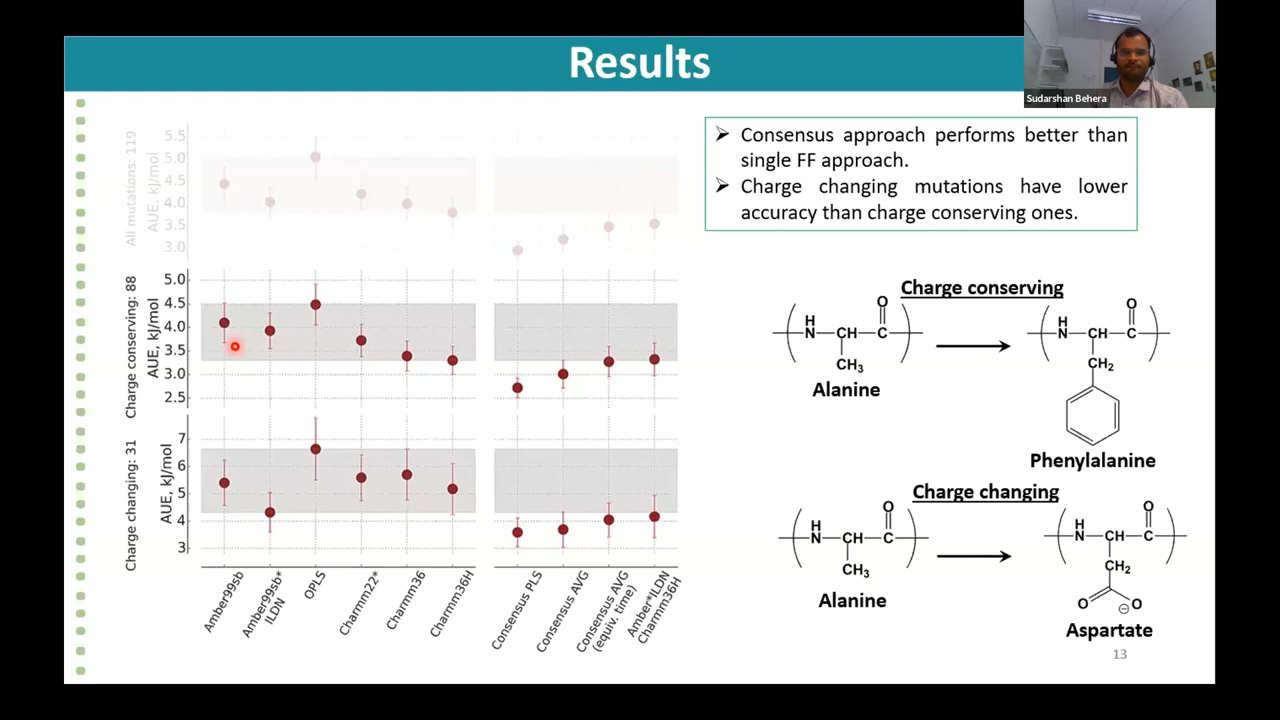 Results
Sudarshan Behera
All mutations: 119
AUE, kJ/mol
5.5
5.0
4.5
4.0
3.5
3.0
Charge conserving: 88
AUE, kJ/mol
5.0
4.5
4.0
3.5
3.0
2.5
Charge changing: 31
AUE, kJ/mol
7
6
5
4
3
Amber99sb
Amber99sb*
ILDN
OPLS
Charmm22*
Charmm36
Charmm36H
Consensus PLS
Consensus AVG
Consensus AVG
(equiv. time)
Amber*ILDN
Charmm36H
➢ Consensus approach performs better than
single FF approach.
➢ Charge changing mutations have lower
accuracy than charge conserving ones.
Charge conserving
H
N
CH
C
O
CH3
Alanine
H
N
CH
C
O
CH2
Phenylalanine
Charge changing
H
N
CH
C
O
CH3
Alanine
H
N
CH
C
O
CH2
O
⊖
O
Aspartate
13